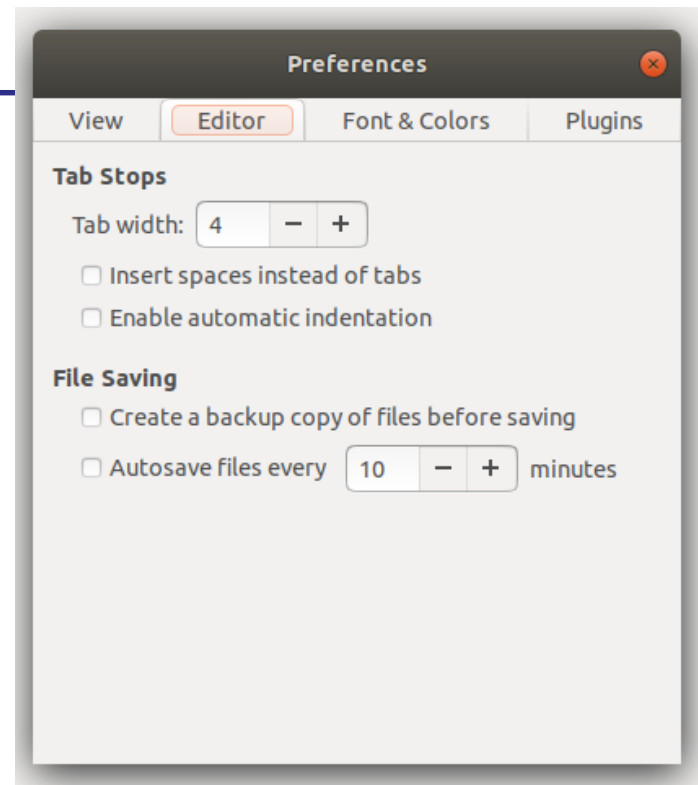 Preferences
View Editor Font & Colors Plugins
Tab Stops
Tab width: 4 − +
Insert spaces instead of tabs
Enable automatic indentation
File Saving
Create a backup copy of files before saving
Autosave files every 10 − + minutes